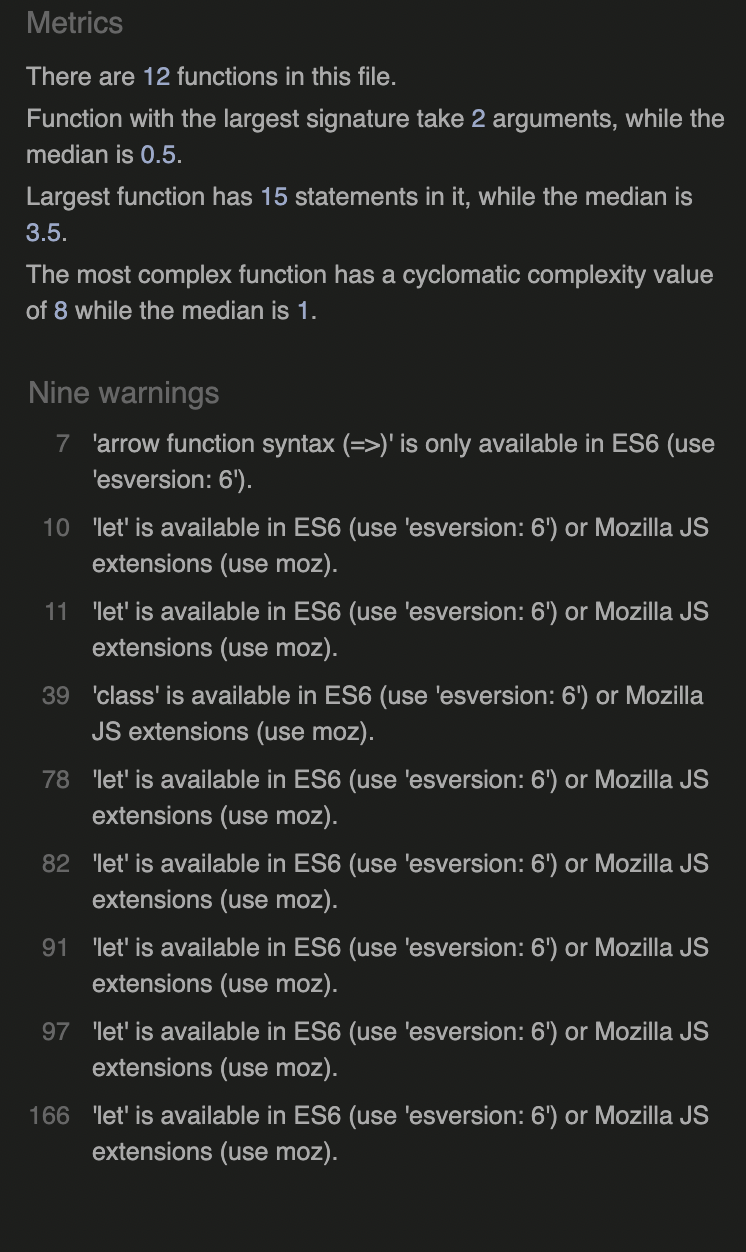 Metrics
There are 12 functions in this file.
Function with the largest signature take 2 arguments, while the
median is 0.5.
Largest function has 15 statements in it, while the median is
3.5.
The most complex function has a cyclomatic complexity value
of 8 while the median is 1.
Nine warnings
7 'arrow function syntax (=>)' is only available in ES6 (use
'esversion: 6').
10 'let' is available in ES6 (use 'esversion: 6') or Mozilla JS
extensions (use moz).
11 'let' is available in ES6 (use 'esversion: 6') or Mozilla JS
extensions (use moz).
39 'class' is available in ES6 (use 'esversion: 6') or Mozilla
JS extensions (use moz).
78 'let' is available in ES6 (use 'esversion: 6') or Mozilla JS
extensions (use moz).
82 'let' is available in ES6 (use 'esversion: 6') or Mozilla JS
extensions (use moz).
91 'let' is available in ES6 (use 'esversion: 6') or Mozilla JS
extensions (use moz).
97 'let' is available in ES6 (use 'esversion: 6') or Mozilla JS
extensions (use moz).
166 'let' is available in ES6 (use 'esversion: 6') or Mozilla JS
extensions (use moz).